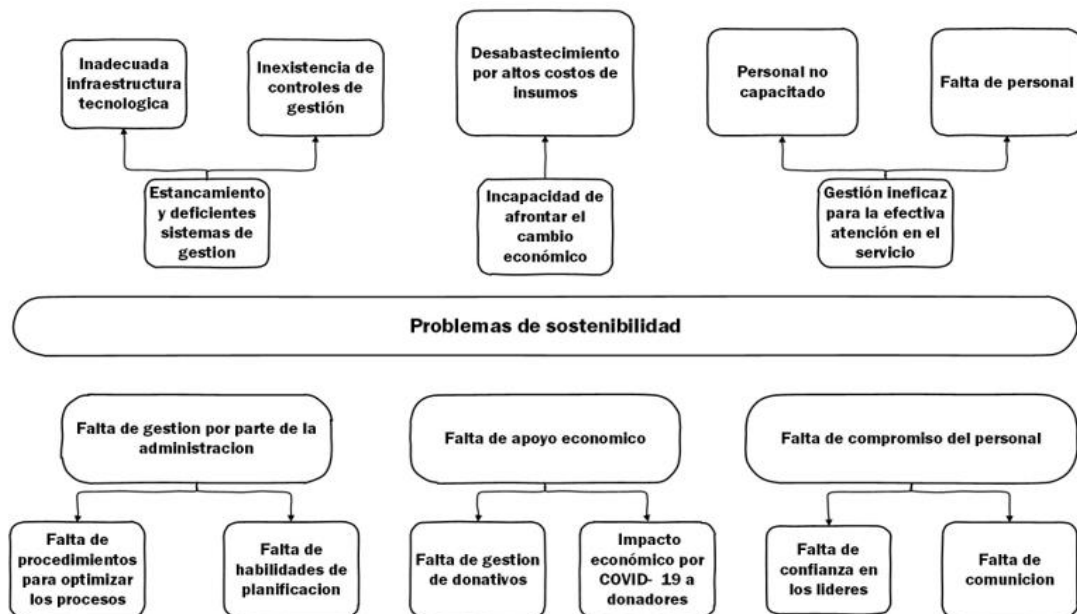 Inadecuada
infraestructura
tecnologica
Inexistencia de
controles de
gestión
Desabastecimiento
por altos costos de
insumos
Personal no
capacitado
Falta de personal
Estancamiento
y deficientes
sistemas de
gestion
Incapacidad de
afrontar el
cambio
económico
Gestión ineficaz
para la efectiva
atención en el
servicio
Problemas de sostenibilidad
Falta de gestion por parte de la
administracion
Falta de apoyo economico
Falta de compromiso del personal
Falta de
procedimientos
para optimizar
los procesos
Falta de
habilidades de
planificacion
Falta de gestion
de donativos
Impacto
económico por
COVID- 19 a
donadores
Falta de
confianza en
los lideres
Falta de
comunicion